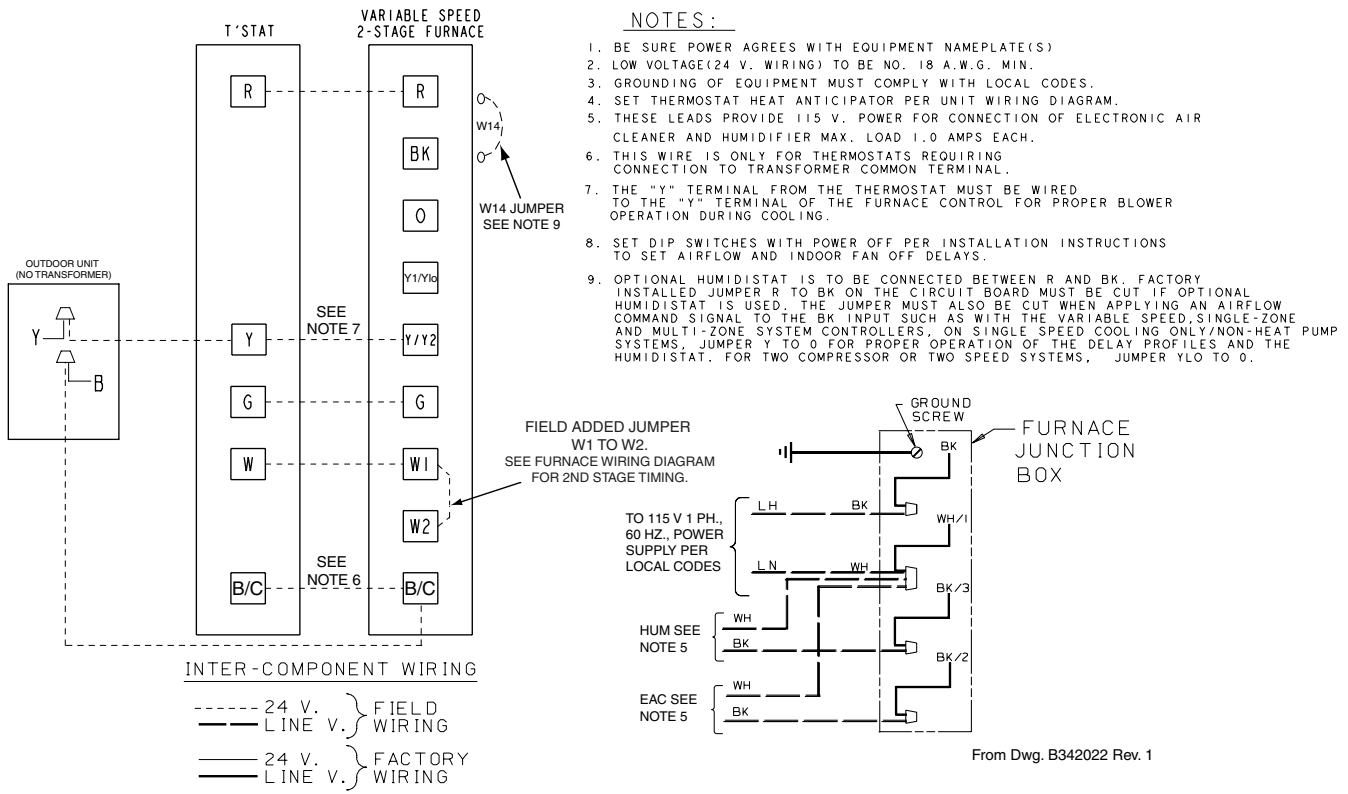 T'STAT
VARIABLE SPEED
2-STAGE FURNACE
R
R
W14
BK
O
W14 JUMPER
SEE NOTE 9
Y1/Ylo
OUTDOOR UNIT
(NO TRANSFORMER)
Y
B
SEE
NOTE 7
Y
Y/Y2
G
G
W
W1
W2
FIELD ADDED JUMPER
W1 TO W2.
SEE FURNACE WIRING DIAGRAM
FOR 2ND STAGE TIMING.
SEE
NOTE 6
B/C
B/C
INTER-COMPONENT WIRING
24 V.
LINE V.
FIELD
WIRING
24 V.
LINE V.
FACTORY
WIRING
NOTES:
1. BE SURE POWER AGREES WITH EQUIPMENT NAMEPLATE(S)
2. LOW VOLTAGE(24 V. WIRING) TO BE NO. 18 A.W.G. MIN.
3. GROUNDING OF EQUIPMENT MUST COMPLY WITH LOCAL CODES.
4. SET THERMOSTAT HEAT ANTICIPATOR PER UNIT WIRING DIAGRAM.
5. THESE LEADS PROVIDE 115 V. POWER FOR CONNECTION OF ELECTRONIC AIR
CLEANER AND HUMIDIFIER MAX. LOAD 1.0 AMPS EACH.
6. THIS WIRE IS ONLY FOR THERMOSTATS REQUIRING
CONNECTION TO TRANSFORMER COMMON TERMINAL.
7. THE "Y" TERMINAL FROM THE THERMOSTAT MUST BE WIRED
TO THE "Y" TERMINAL OF THE FURNACE CONTROL FOR PROPER BLOWER
OPERATION DURING COOLING.
8. SET DIP SWITCHES WITH POWER OFF PER INSTALLATION INSTRUCTIONS
TO SET AIRFLOW AND INDOOR FAN OFF DELAYS.
9. OPTIONAL HUMIDISTAT IS TO BE CONNECTED BETWEEN R AND BK. FACTORY
INSTALLED JUMPER R TO BK ON THE CIRCUIT BOARD MUST BE CUT IF OPTIONAL
HUMIDISTAT IS USED. THE JUMPER MUST ALSO BE CUT WHEN APPLYING AN AIRFLOW
COMMAND SIGNAL TO THE BK INPUT SUCH AS WITH THE VARIABLE SPEED,SINGLE-ZONE
AND MULTI-ZONE SYSTEM CONTROLLERS, ON SINGLE SPEED COOLING ONLY/NON-HEAT PUMP
SYSTEMS, JUMPER Y TO O FOR PROPER OPERATION OF THE DELAY PROFILES AND THE
HUMIDISTAT. FOR TWO COMPRESSOR OR TWO SPEED SYSTEMS, JUMPER YLO TO O.
GROUND
SCREW
FURNACE
JUNCTION
BOX
BK
TO 115 V 1 PH.,
60 HZ., POWER
SUPPLY PER
LOCAL CODES
LH
BK
WH/1
LN
WH
BK/3
HUM SEE
NOTE 5
WH
BK
BK/2
EAC SEE
NOTE 5
WH
BK
From Dwg. B342022 Rev. 1